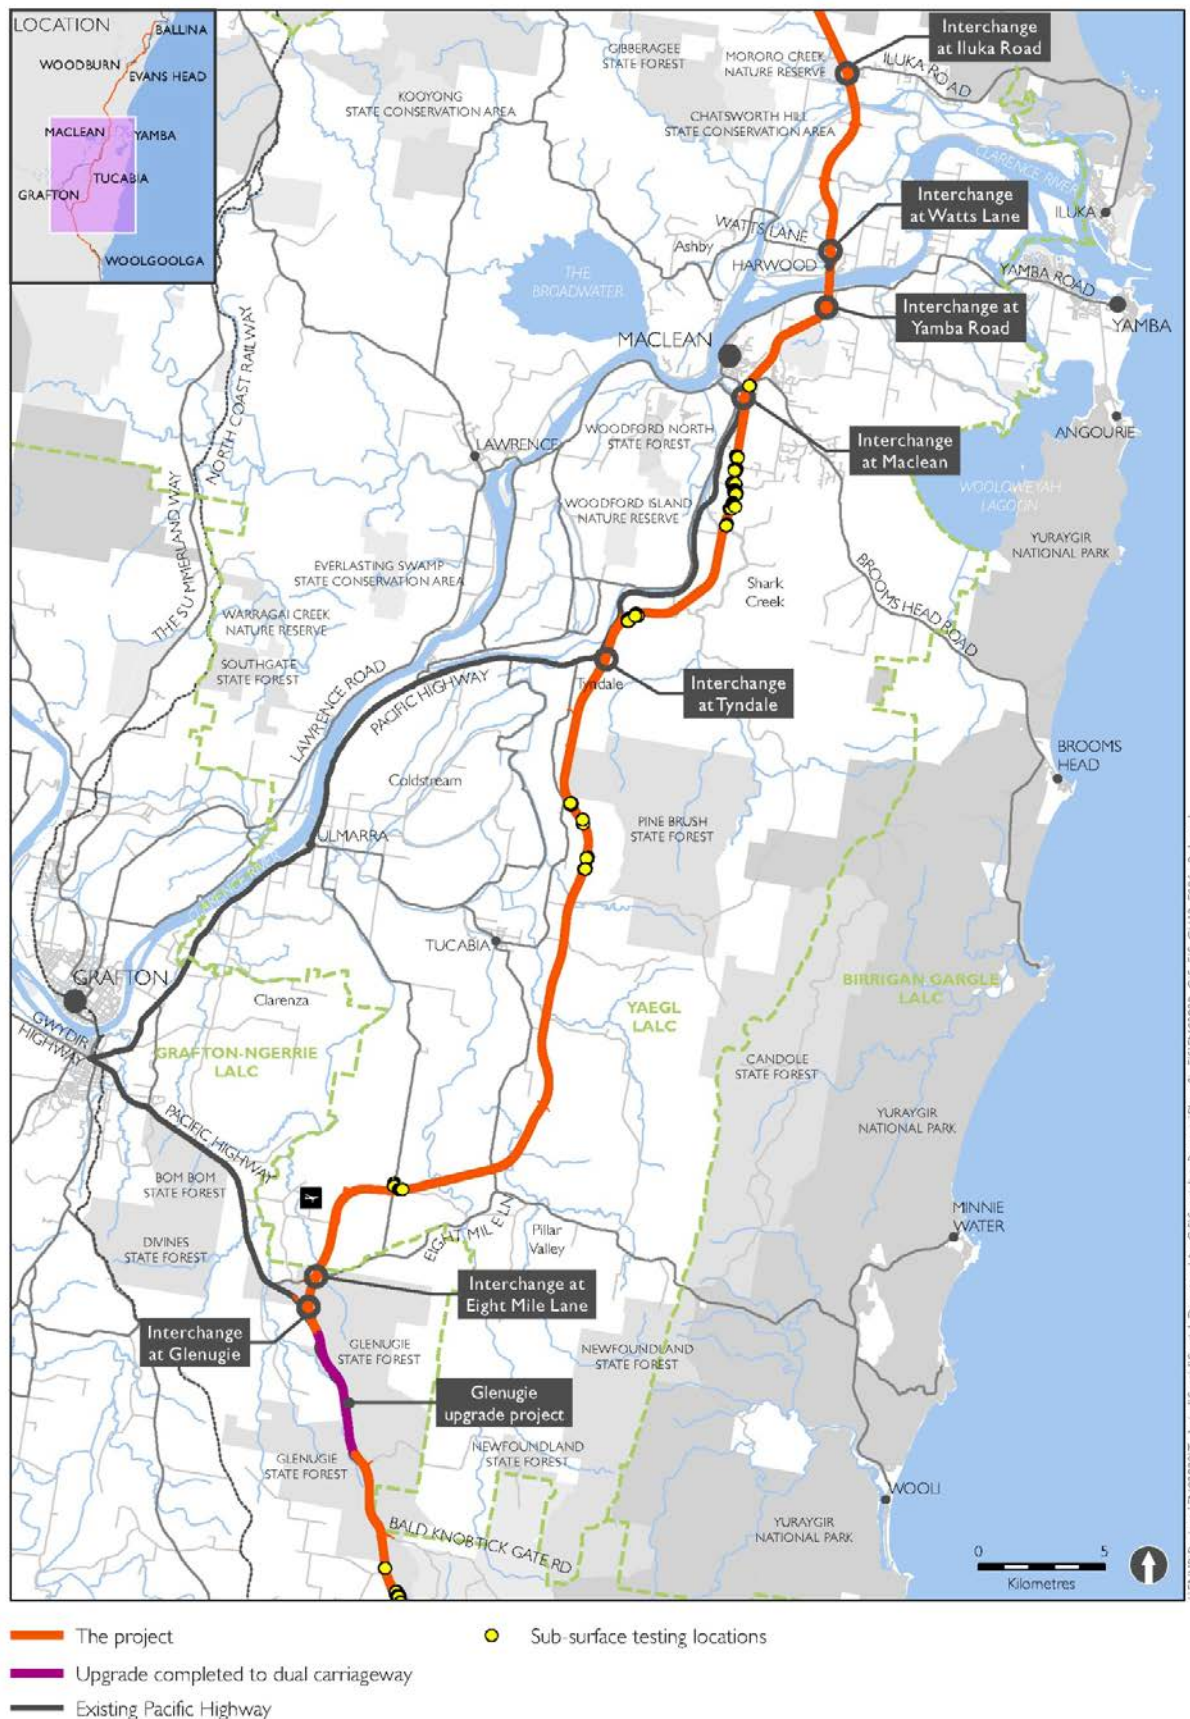 LOCATION
BALLINA
WOODBURN
EVANS HEAD
MACLEAN
YAMBA
TUCABIA
GRAFTON
WOOLGOOLGA
Interchange
at Iluka Road
GIBBERAGEE
STATE FOREST
MORORO CREEK
NATURE RESERVE
ILUKA ROAD
KOOYONG
STATE CONSERVATION AREA
CHATSWORTH HILL
STATE CONSERVATION AREA
CLARENCE RIVER
Interchange
at Watts Lane
ILUKA
WATTS LANE
Ashby
HARWOOD
THE
BROADWATER
YAMBA ROAD
Interchange at
Yamba Road
YAMBA
MACLEAN
NORTH COAST RAILWAY
WOODFORD NORTH
STATE FOREST
ANGOURIE
LAWRENCE
Interchange
at Maclean
THE SUMMERLAND WAY
WOODFORD ISLAND
NATURE RESERVE
WOOLOWEYAH
LAGOON
YURAYGIR
NATIONAL PARK
EVERLASTING SWAMP
STATE CONSERVATION AREA
Shark
Creek
BROOMS HEAD ROAD
WARRAGAI CREEK
NATURE RESERVE
SOUTHGATE
STATE FOREST
LAWRENCE ROAD
PACIFIC HIGHWAY
Tyndale
Interchange
at Tyndale
BROOMS
HEAD
Coldstream
PINE BRUSH
STATE FOREST
ULMARRA
CLARENCE RIVER
TUCABIA
GRAFTON
Clarenza
BIRRIGAN GARGLE
LALC
YAEGL
LALC
GWYDIR
HIGHWAY
GRAFTON-NGERRIE
LALC
CANDOLE
STATE FOREST
PACIFIC HIGHWAY
YURAYGIR
NATIONAL PARK
BOM BOM
STATE FOREST
MINNIE
WATER
EIGHT MILE LN
Pillar
Valley
DIVINES
STATE FOREST
Interchange at
Eight Mile Lane
Interchange
at Glenugie
GLENUGIE
STATE FOREST
NEWFOUNDLAND
STATE FOREST
Glenugie
upgrade project
GLENUGIE
STATE FOREST
NEWFOUNDLAND
STATE FOREST
WOOLI
YURAYGIR
NATIONAL PARK
BALD KNOB TICK GATE RD
0 5
Kilometres
The project
Sub-surface testing locations
Upgrade completed to dual carriageway
Existing Pacific Highway